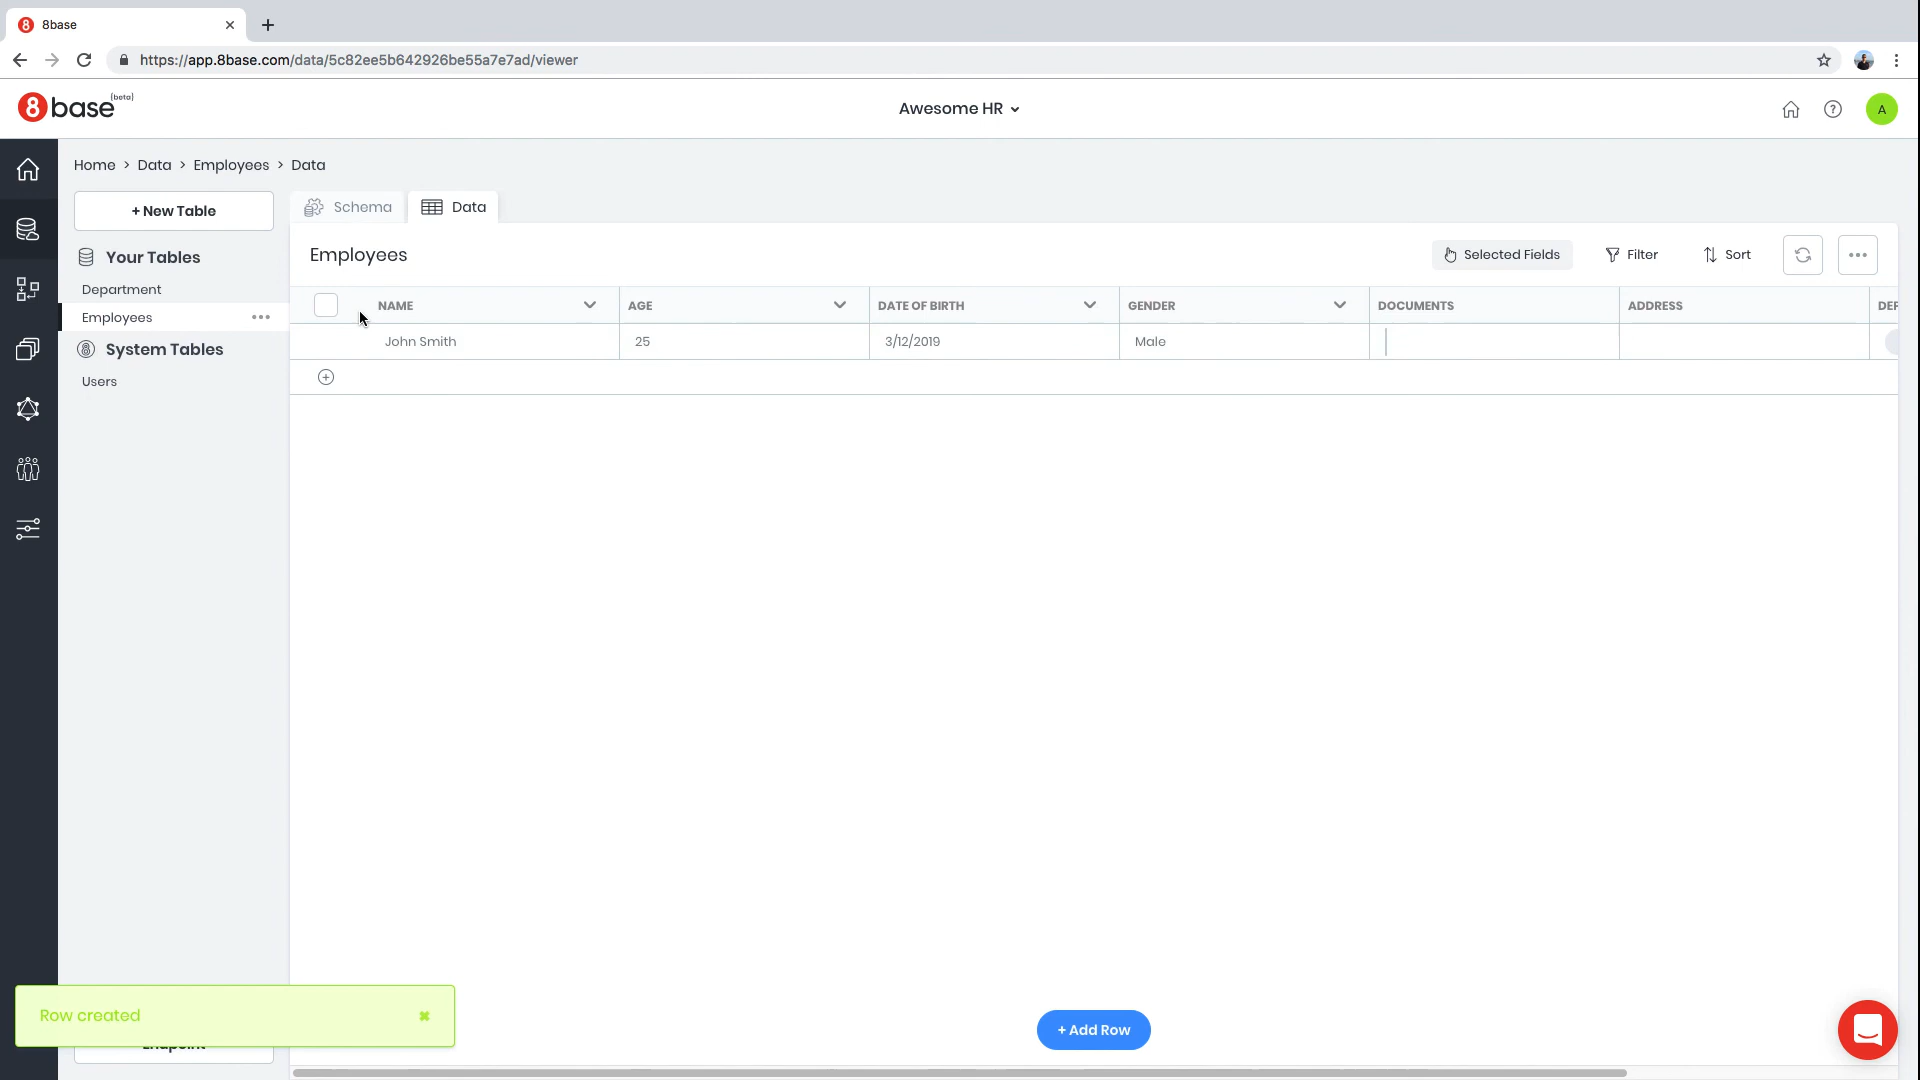 8base
https://app.8base.com/data/5c82ee5b642926be55a7e7ad/viewer
8base (beta)
Awesome HR
A
Home > Data > Employees > Data
+ New Table
Schema
Data
Your Tables
Employees
Selected Fields
Filter
Sort
Department
NAME
AGE
DATE OF BIRTH
GENDER
DOCUMENTS
ADDRESS
Employees
John Smith
25
3/12/2019
Male
System Tables
Users
Row created
+ Add Row
Endpoint